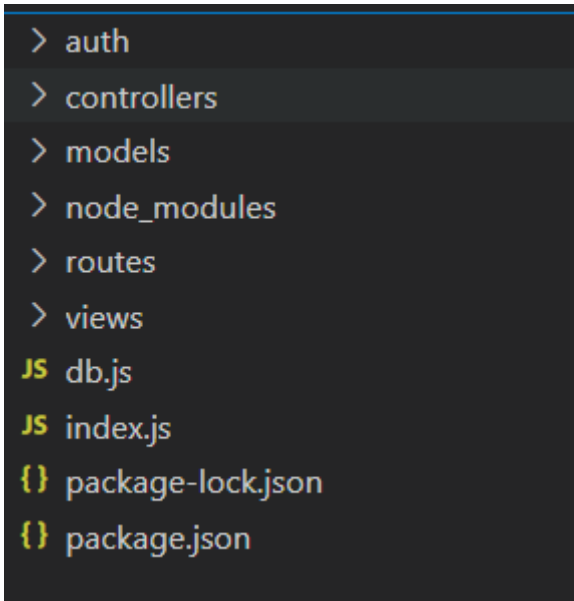 auth
controllers
models
node_modules
routes
views
JS db.js
JS index.js
{} package-lock.json
{} package.json